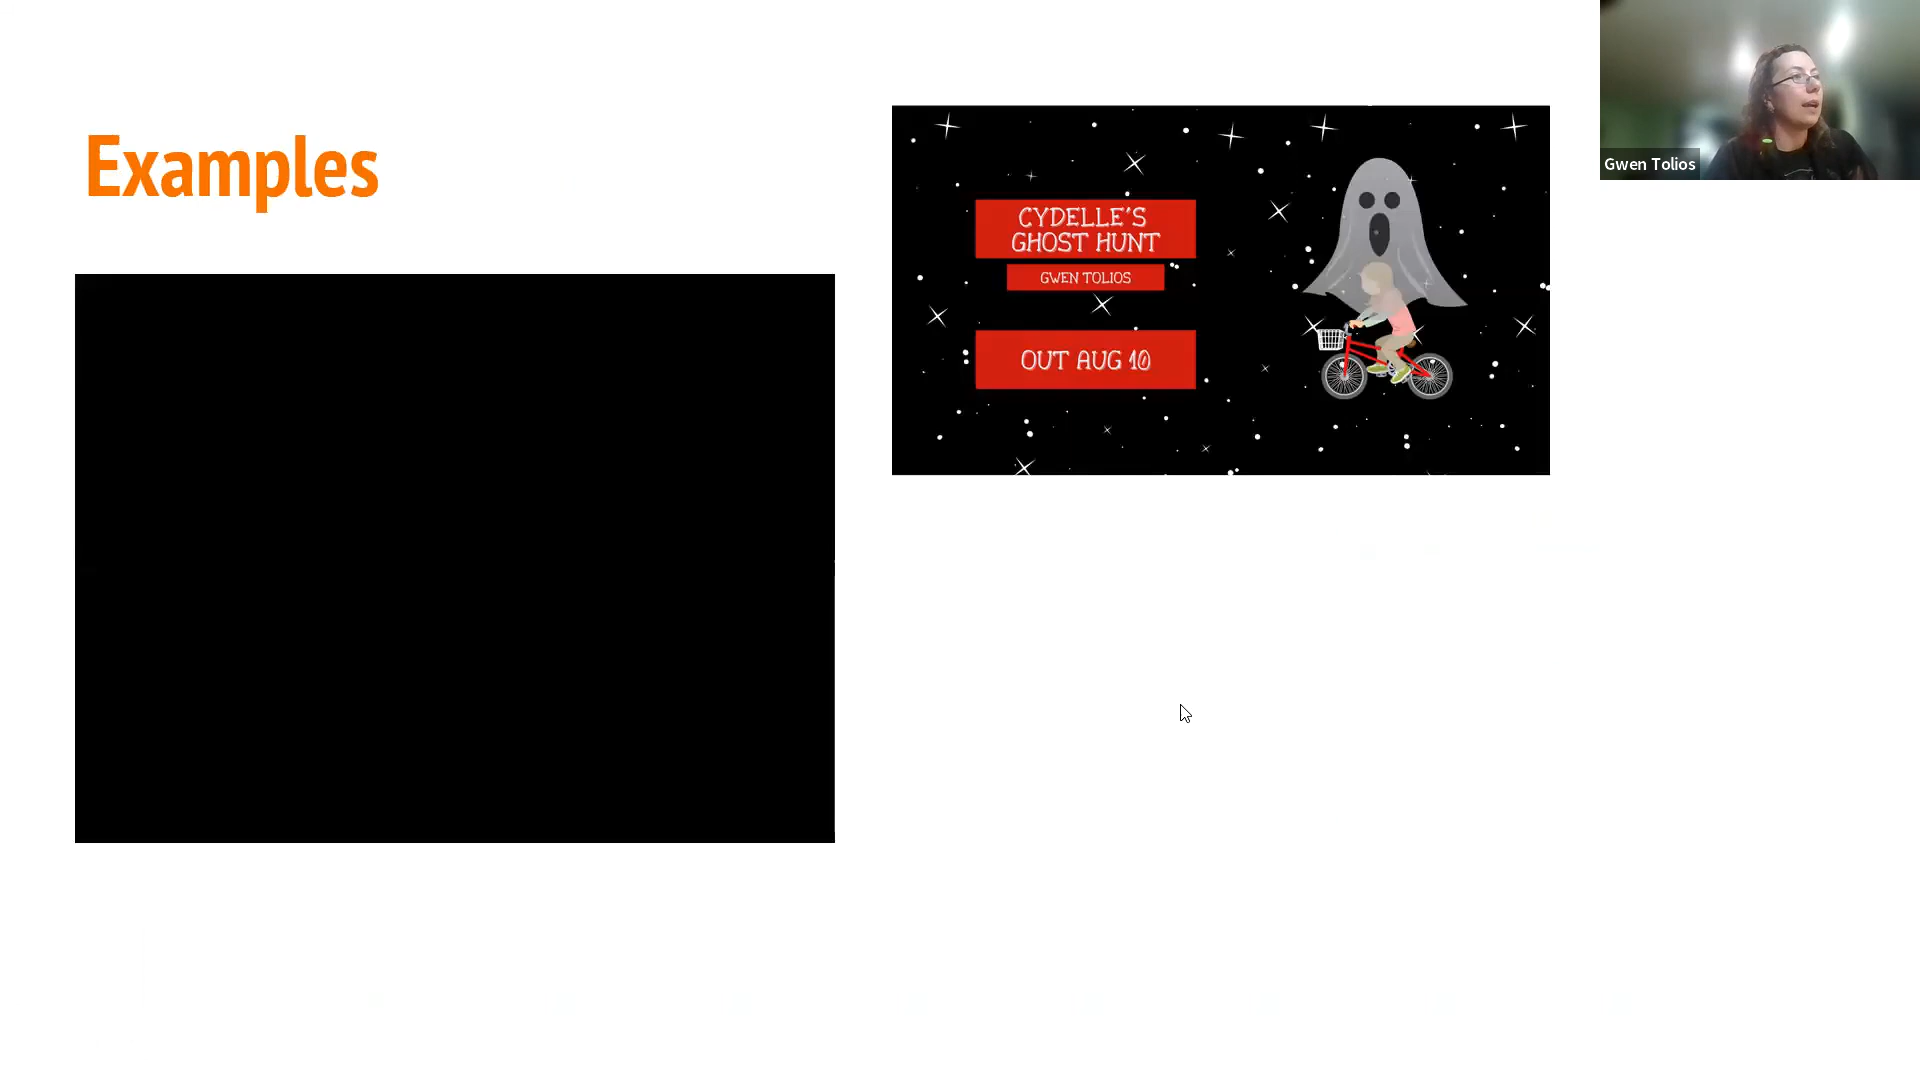 Examples
CYDELLE'S
GHOST HUNT
GWEN TOLIOS
OUT AUG 10
Gwen Tolios